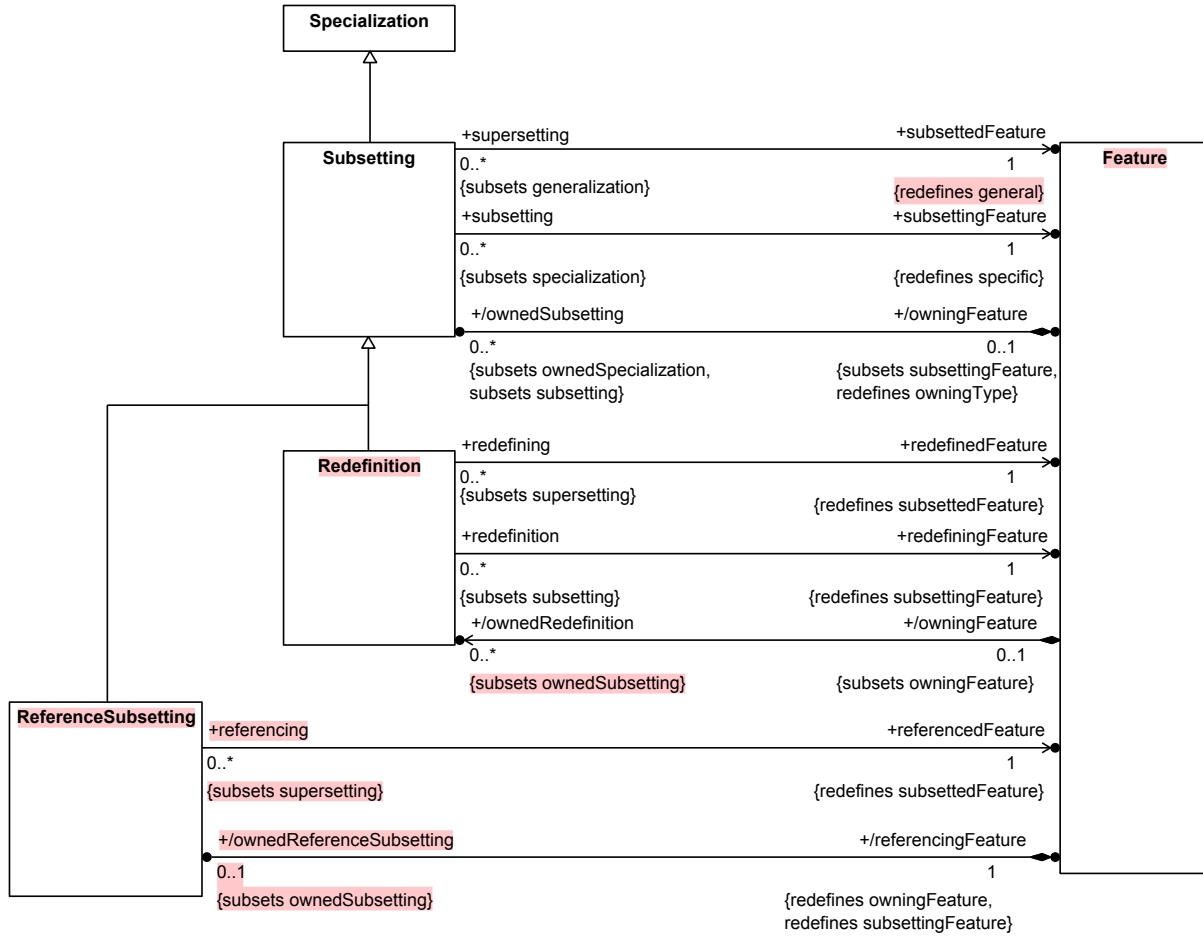 Specialization
Subsetting
Feature
+supersetting
+subsettedFeature
0..*
1
{subsets generalization}
{redefines general}
+subsetting
+subsettingFeature
0..*
1
{subsets specialization}
{redefines specific}
+/ownedSubsetting
+/owningFeature
0..*
0..1
{subsets ownedSpecialization,
subsets subsetting}
{subsets subsettingFeature,
redefines owningType}
Redefinition
+redefining
+redefinedFeature
0..*
1
{subsets supersetting}
{redefines subsettedFeature}
+redefinition
+redefiningFeature
0..*
1
{subsets subsetting}
{redefines subsettingFeature}
+/ownedRedefinition
+/owningFeature
0..*
0..1
{subsets ownedSubsetting}
{subsets owningFeature}
ReferenceSubsetting
+referencing
+referencedFeature
0..*
1
{subsets supersetting}
{redefines subsettedFeature}
+/ownedReferenceSubsetting
+/referencingFeature
0..1
1
{subsets ownedSubsetting}
{redefines owningFeature,
redefines subsettingFeature}